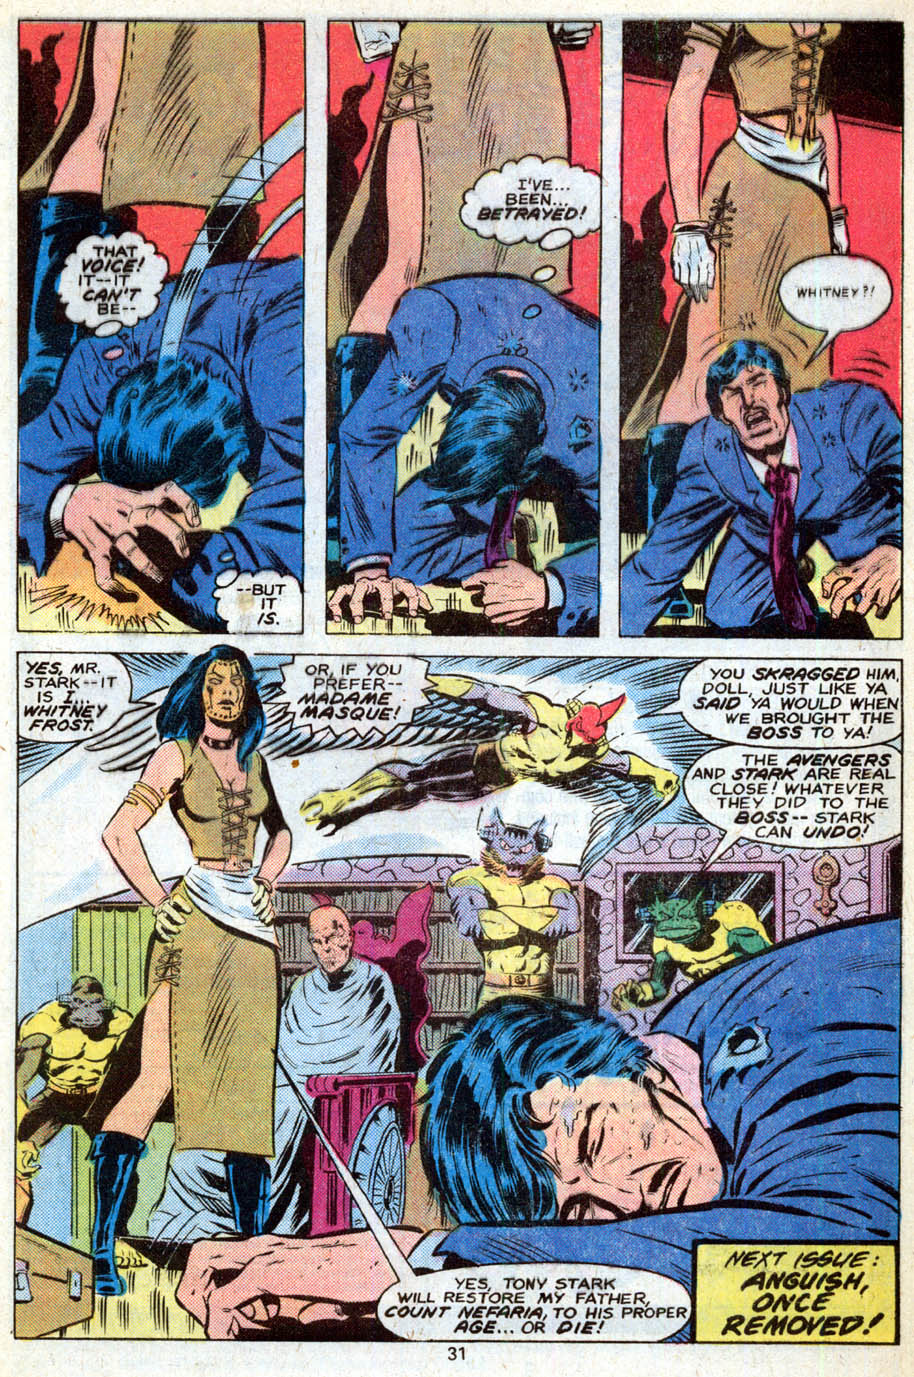 THAT
VOICE!
IT--IT
CAN'T
BE--
--BUT
IT
IS.
I'VE...
BEEN...
BETRAYED!
WHITNEY?!
YES, MR.
STARK--IT
IS I...
WHITNEY
FROST.
OR, IF YOU
PREFER--
MADAME
MASQUE!
YOU SKRAGGED HIM,
DOLL, JUST LIKE YA
SAID YA WOULD WHEN
WE BROUGHT THE
BOSS TO YA!
THE AVENGERS
AND STARK ARE REAL
CLOSE! WHATEVER
THEY DID TO THE
BOSS-- STARK
CAN UNDO!
YES, TONY STARK
WILL RESTORE MY FATHER,
COUNT NEFARIA, TO HIS PROPER
AGE... OR DIE!
NEXT ISSUE:
ANGUISH,
ONCE
REMOVED!
31